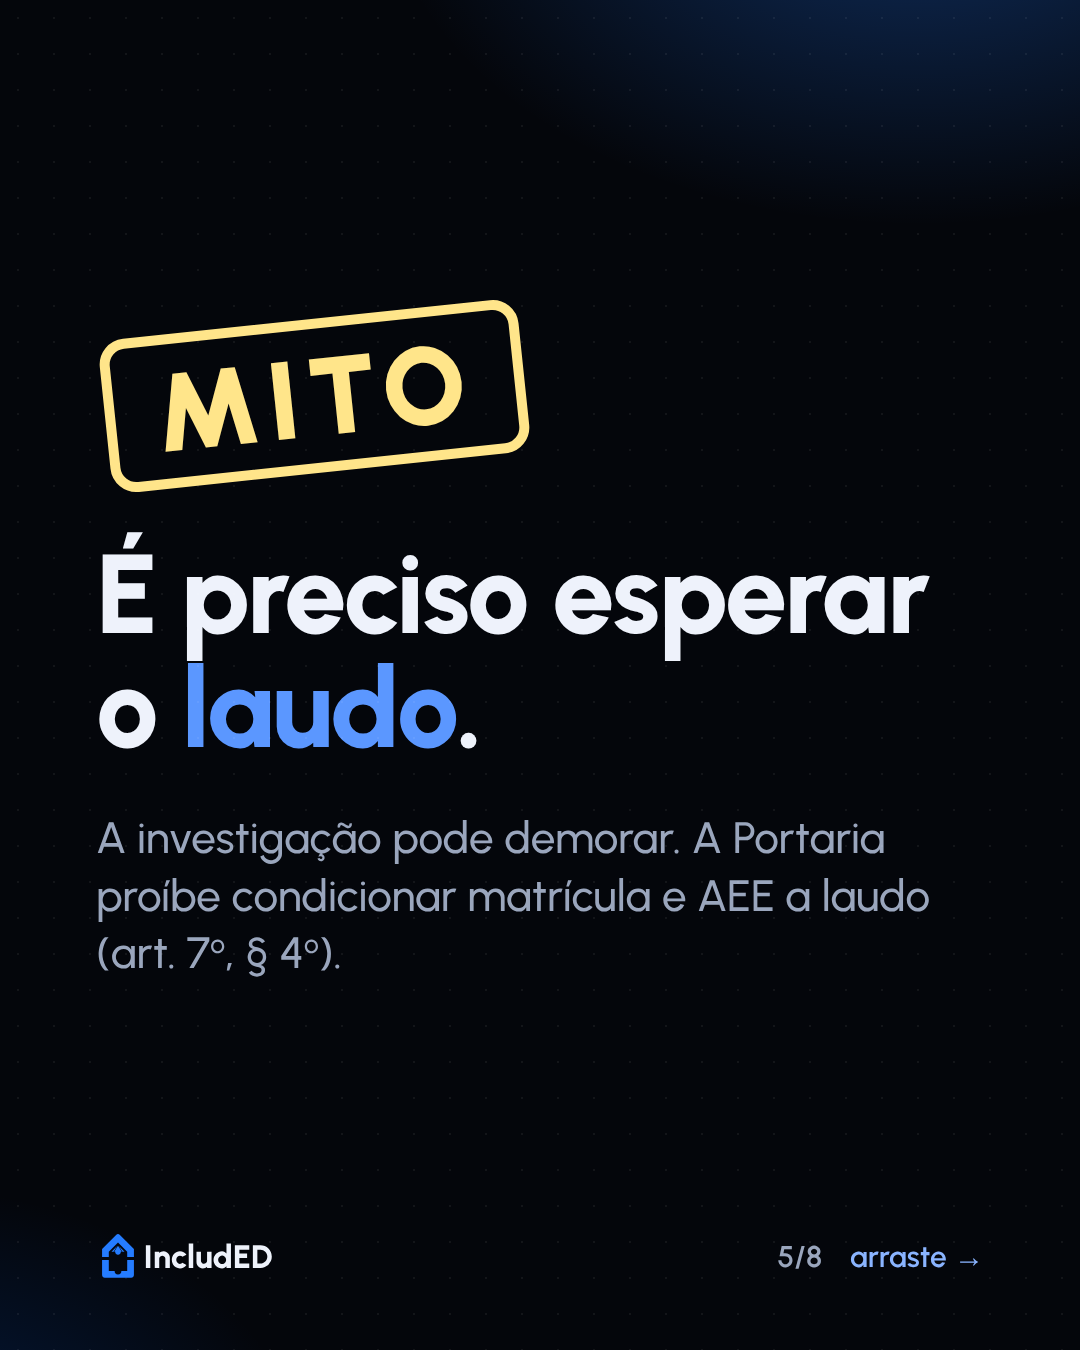 MITO
É preciso esperar
o laudo.
A investigação pode demorar. A Portaria
proíbe condicionar matrícula e AEE a laudo
(art. 7º, § 4º).
IncludED
5/8 arraste →